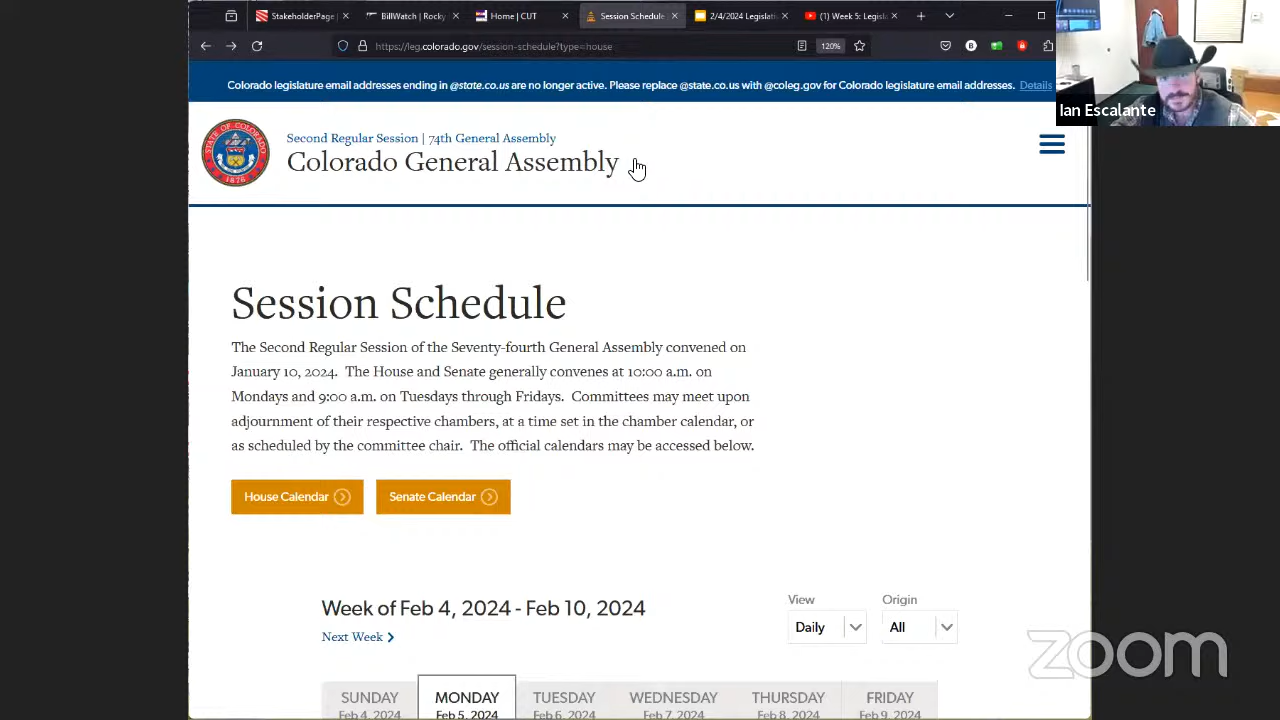 StakeholderPage |
BillWatch | Rocky
Home | CUT
Session Schedule
2/4/2024 Legislati
(1) Week 5: Legisla
https://leg.colorado.gov/session-schedule?type=house
120%
Colorado legislature email addresses ending in @state.co.us are no longer active. Please replace @state.co.us with @coleg.gov for Colorado legislature email addresses. Details
Ian Escalante
STATE OF COLORADO
1876
Second Regular Session | 74th General Assembly
Colorado General Assembly
Session Schedule
The Second Regular Session of the Seventy-fourth General Assembly convened on
January 10, 2024. The House and Senate generally convenes at 10:00 a.m. on
Mondays and 9:00 a.m. on Tuesdays through Fridays. Committees may meet upon
adjournment of their respective chambers, at a time set in the chamber calendar, or
as scheduled by the committee chair. The official calendars may be accessed below.
House Calendar
Senate Calendar
Week of Feb 4, 2024 - Feb 10, 2024
Next Week
View
Origin
Daily
All
zoom
SUNDAY MONDAY TUESDAY WEDNESDAY THURSDAY FRIDAY
Feb 4, 2024 Feb 5, 2024 Feb 6, 2024 Feb 7, 2024 Feb 8, 2024 Feb 9, 2024